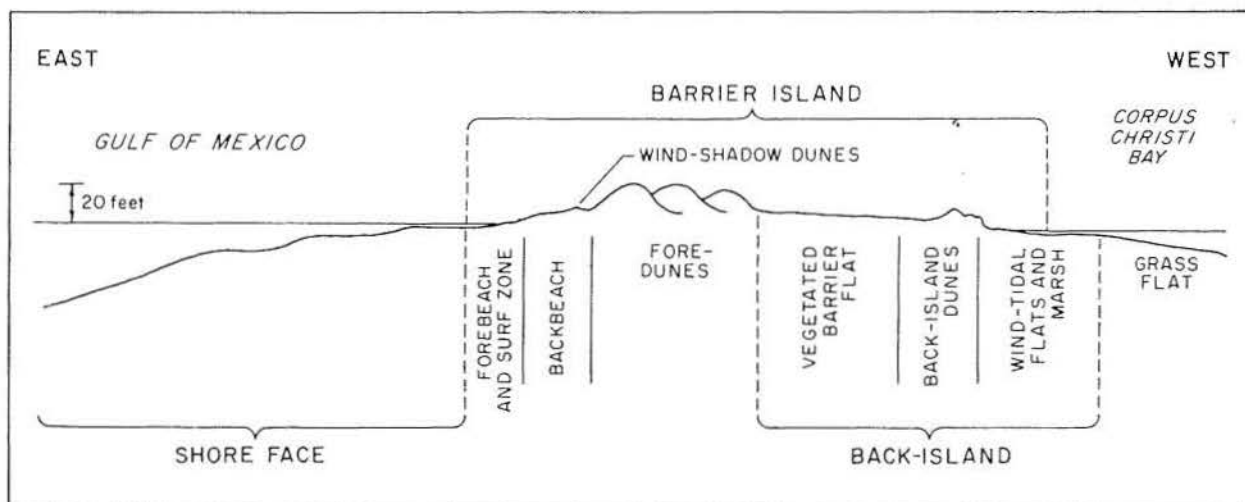 EAST
WEST
BARRIER ISLAND
GULF OF MEXICO
CORPUS
CHRISTI
BAY
WIND-SHADOW DUNES
20 feet
FOREBEACH
AND SURF ZONE
BACKBEACH
FORE-
DUNES
VEGETATED
BARRIER
FLAT
BACK-ISLAND
DUNES
WIND-TIDAL
FLATS AND
MARSH
GRASS
FLAT
SHORE FACE
BACK-ISLAND